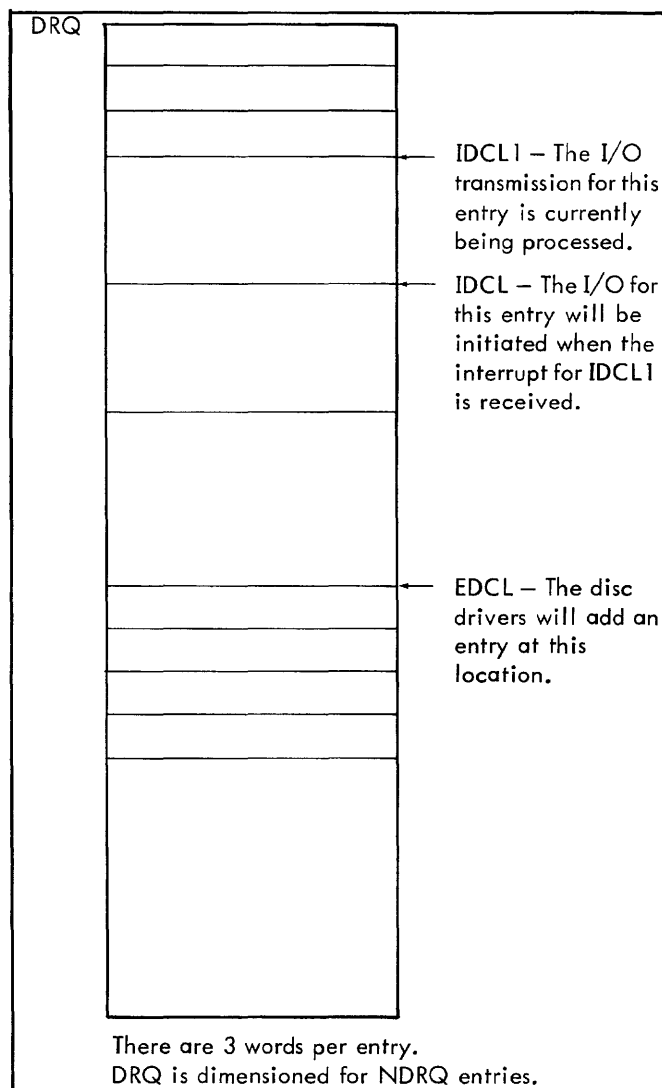 DRQ
IDCL1 – The I/O
transmission for this
entry is currently
being processed.
IDCL – The I/O for
this entry will be
initiated when the
interrupt for IDCL1
is received.
EDCL – The disc
drivers will add an
entry at this
location.
There are 3 words per entry.
DRQ is dimensioned for NDRQ entries.